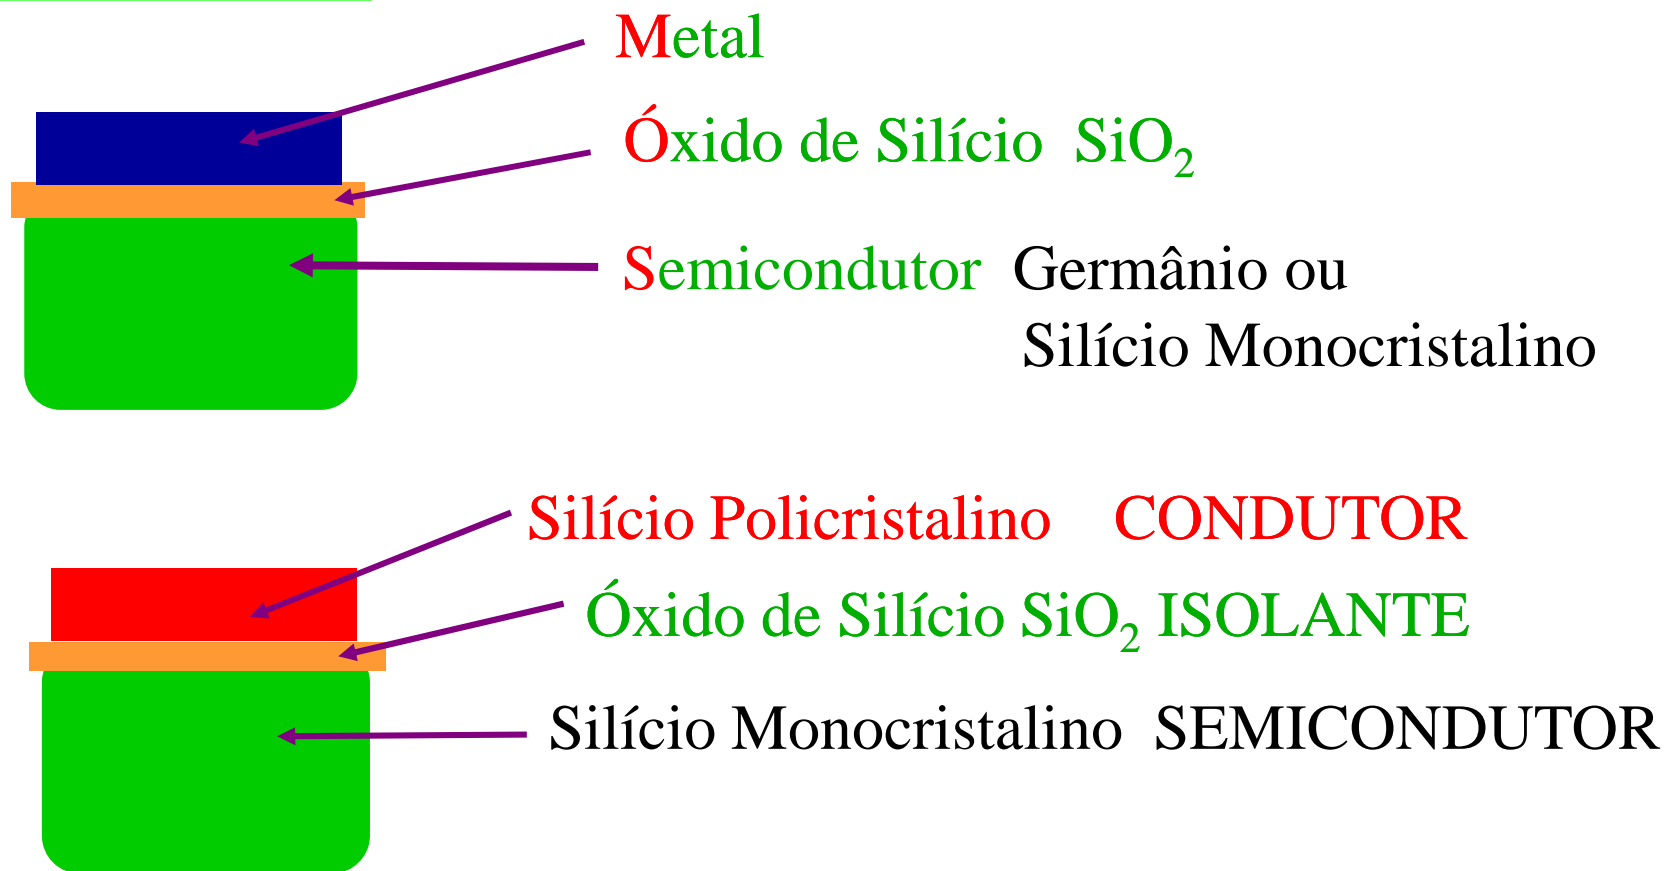 Metal
Óxido de Silício SiO₂
Semicondutor Germânio ou
Silício Monocristalino
Silício Policristalino CONDUTOR
Óxido de Silício SiO₂ ISOLANTE
Silício Monocristalino SEMICONDUTOR